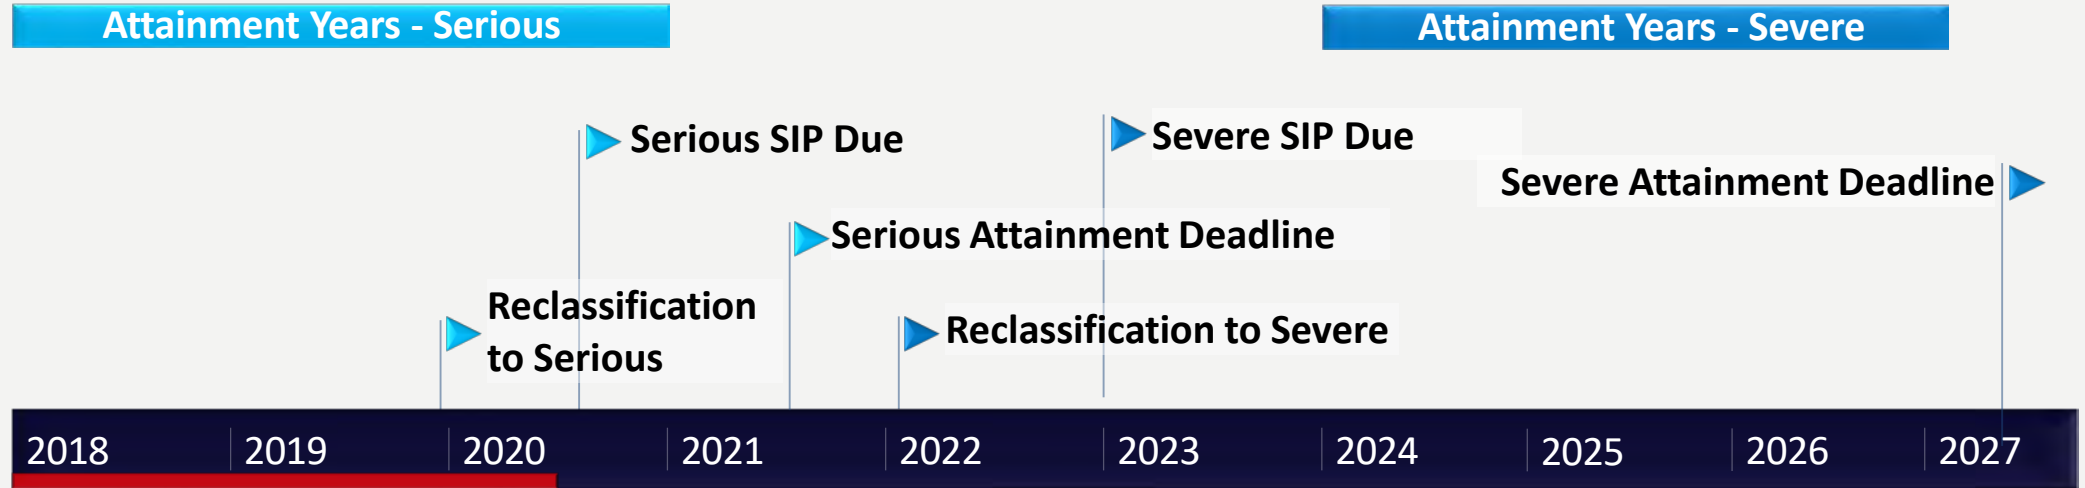 Attainment Years - Serious
Attainment Years - Severe
Serious SIP Due
Severe SIP Due
Severe Attainment Deadline
Serious Attainment Deadline
Reclassification
to Serious
Reclassification to Severe
2018 2019 2020 2021 2022 2023 2024 2025 2026 2027